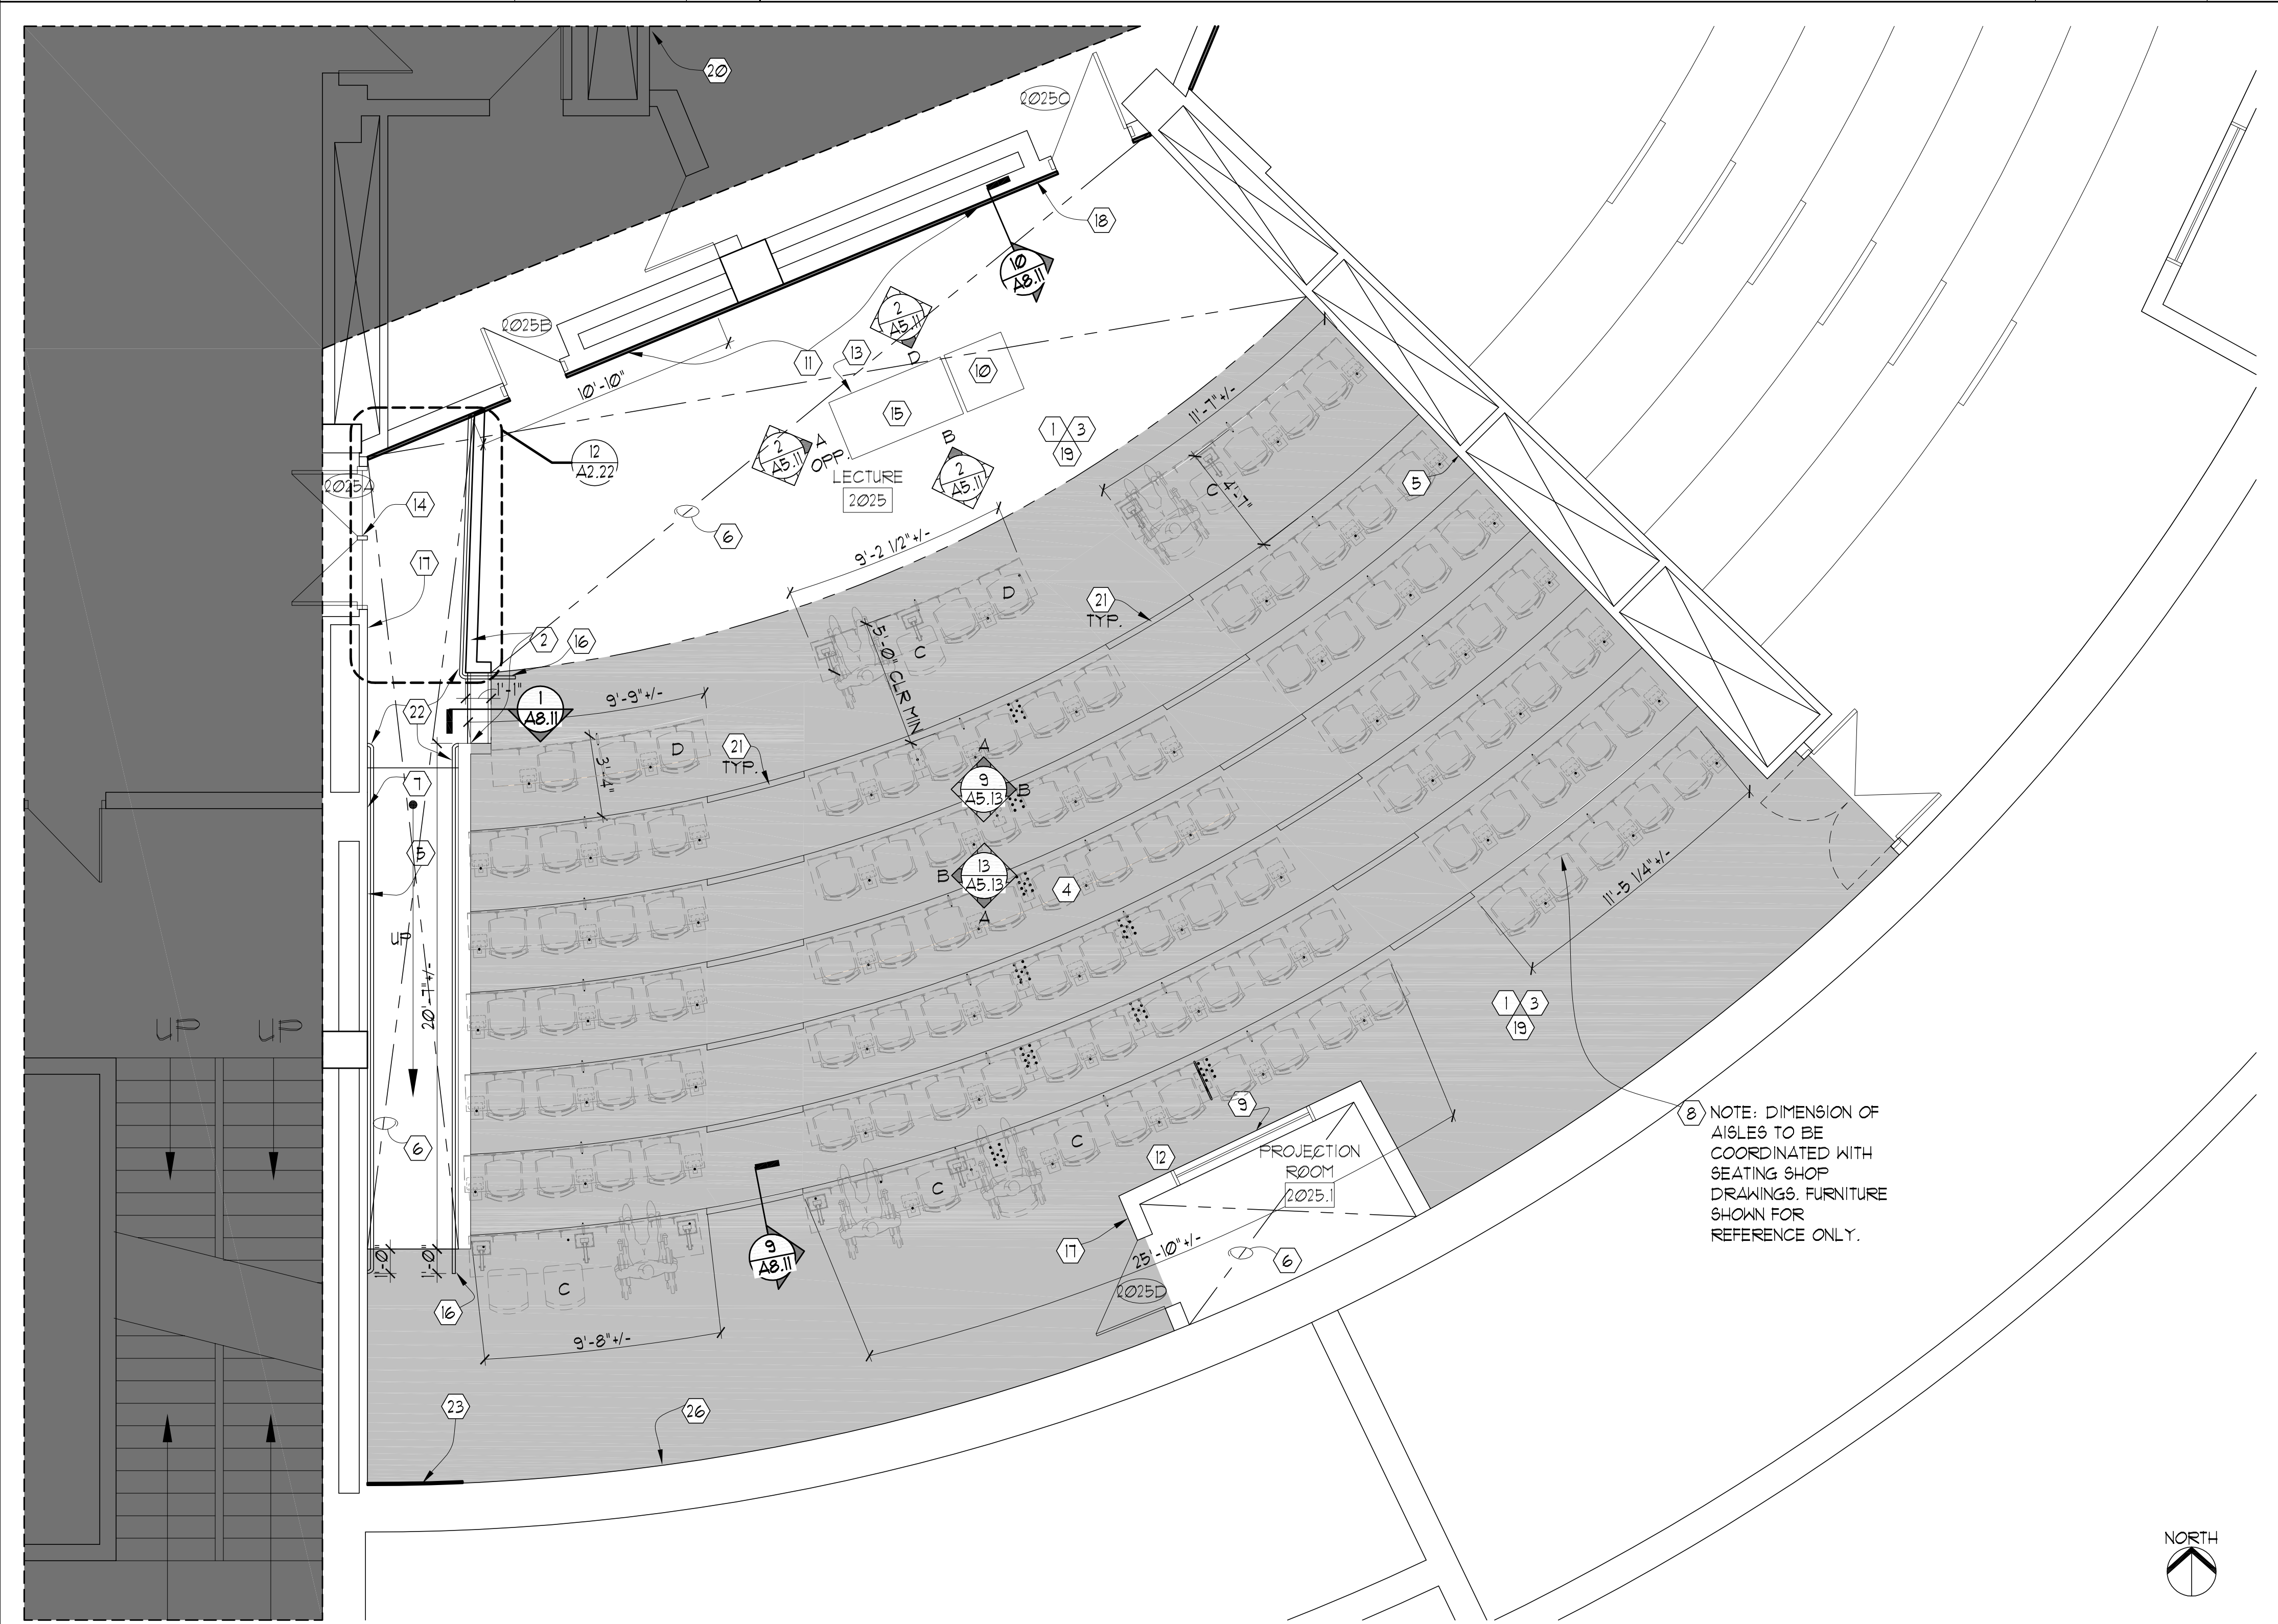 20
2025C
18
10
A8.11
2
A5.11
D
2025B
11
13
10
10'-10"
15
11'-7"+/-
1
3
19
2
A5.11
A
OPP.
B
2
A5.11
12
A2.22
LECTURE
2025
2025A
14
5
C
4'-7"
6
17
9'-2 1/2"+/-
D
21
TYP.
2
16
5'-0" CLR MIN
C
1'-1"
22
1
A8.11
9'-9"+/-
D
21
TYP.
3'-4"
A
9
A5.13
B
7
5
B
13
A5.13
A
4
11'-5 1/4"+/-
UP
20'-7"+/-
1
3
19
UP
UP
9
8
NOTE: DIMENSION OF
AISLES TO BE
COORDINATED WITH
SEATING SHOP
DRAWINGS. FURNITURE
SHOWN FOR
REFERENCE ONLY.
6
C
12
PROJECTION
ROOM
2025.1
C
17
9
A8.11
25'-10"+/-
6
1'-0"
1'-0"
C
2025D
16
9'-8"+/-
23
26
NORTH